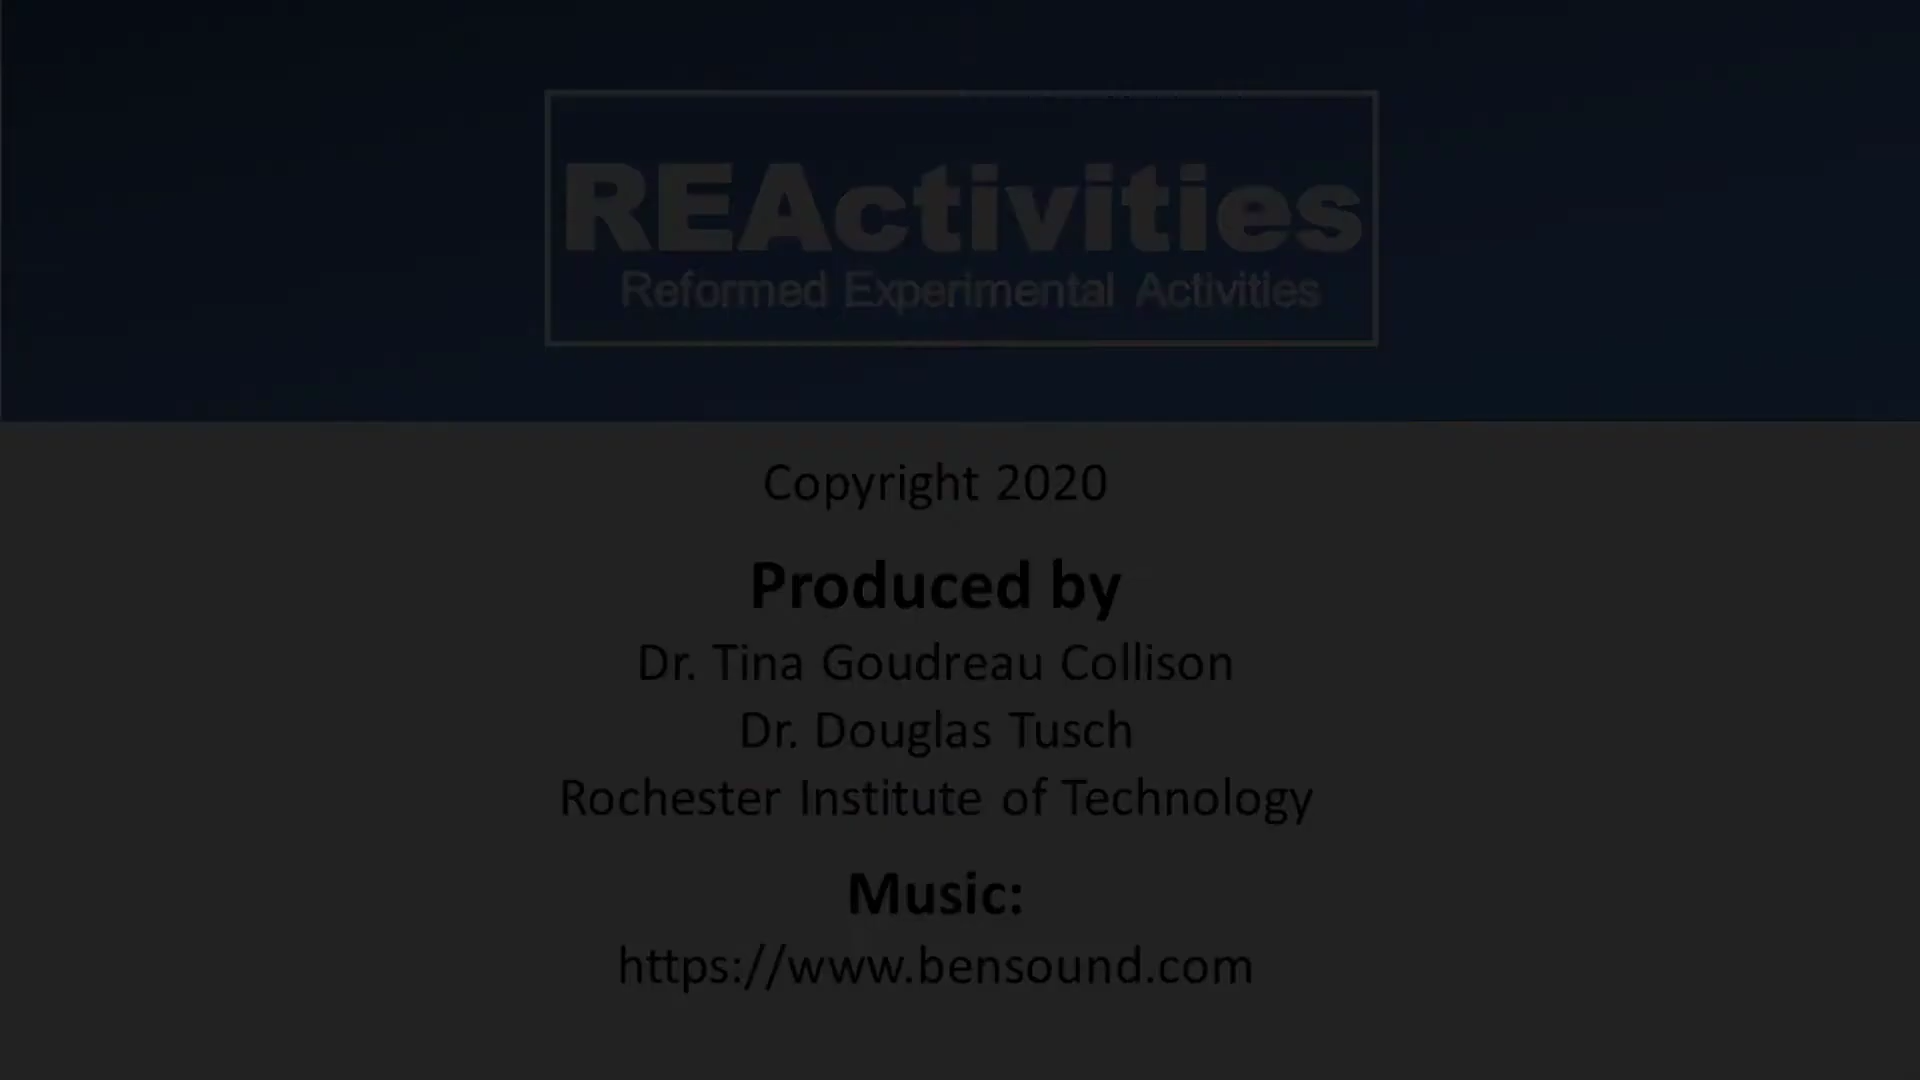 REActivities
Reformed Experimental Activities
Copyright 2020
Produced by
Dr. Tina Goudreau Collison
Dr. Douglas Tusch
Rochester Institute of Technology
Music:
https://www.bensound.com